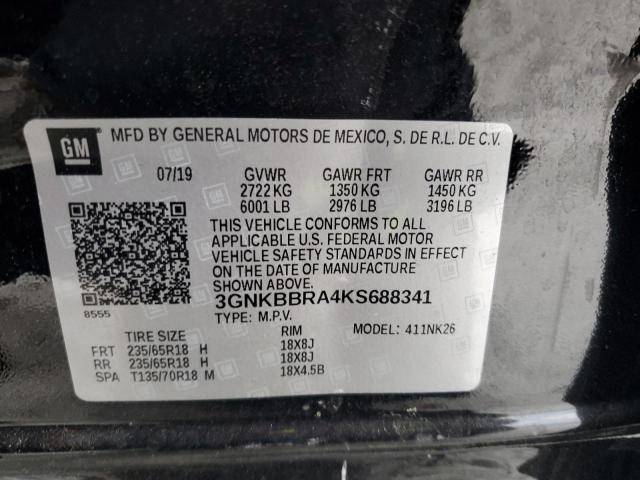 GM MFD BY GENERAL MOTORS DE MEXICO, S. DE R.L. DE C.V.
07/19 GVWR GAWR FRT GAWR RR
2722 KG 1350 KG 1450 KG
6001 LB 2976 LB 3196 LB
THIS VEHICLE CONFORMS TO ALL
APPLICABLE U.S. FEDERAL MOTOR
VEHICLE SAFETY STANDARDS IN EFFECT
ON THE DATE OF MANUFACTURE
SHOWN ABOVE.
8555 3GNKBBRA4KS688341
TYPE: M.P.V. MODEL: 411NK26
TIRE SIZE RIM
FRT 235/65R18 H 18X8J
RR 235/65R18 H 18X8J
SPA T135/70R18 M 18X4.5B